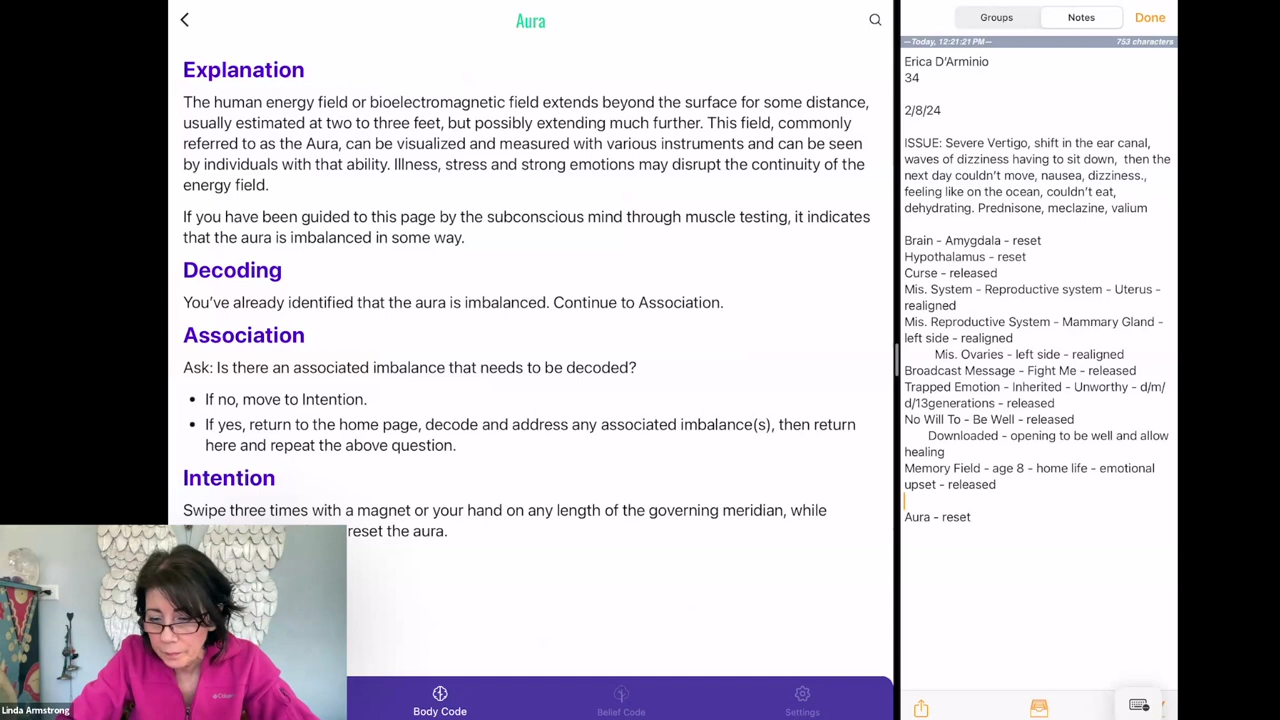 Aura
Explanation
The human energy field or bioelectromagnetic field extends beyond the surface for some distance,
usually estimated at two to three feet, but possibly extending much further. This field, commonly
referred to as the Aura, can be visualized and measured with various instruments and can be seen
by individuals with that ability. Illness, stress and strong emotions may disrupt the continuity of the
energy field.
If you have been guided to this page by the subconscious mind through muscle testing, it indicates
that the aura is imbalanced in some way.
Decoding
You've already identified that the aura is imbalanced. Continue to Association.
Association
Ask: Is there an associated imbalance that needs to be decoded?
• If no, move to Intention.
• If yes, return to the home page, decode and address any associated imbalance(s), then return
here and repeat the above question.
Intention
Swipe three times with a magnet or your hand on any length of the governing meridian, while
reset the aura.
Linda Armstrong
Body Code
Belief Code
Settings
Groups
Notes
Done
—Today, 12:21:21 PM—
753 characters
Erica D'Arminio
34
2/8/24
ISSUE: Severe Vertigo, shift in the ear canal,
waves of dizziness having to sit down,  then the
next day couldn't move, nausea, dizziness.,
feeling like on the ocean, couldn't eat,
dehydrating. Prednisone, meclazine, valium
Brain - Amygdala - reset
Hypothalamus - reset
Curse - released
Mis. System - Reproductive system - Uterus -
realigned
Mis. Reproductive System - Mammary Gland -
left side - realigned
Mis. Ovaries - left side - realigned
Broadcast Message - Fight Me - released
Trapped Emotion - Inherited - Unworthy - d/m/
d/13generations - released
No Will To - Be Well - released
Downloaded - opening to be well and allow
healing
Memory Field - age 8 - home life - emotional
upset - released
Aura - reset